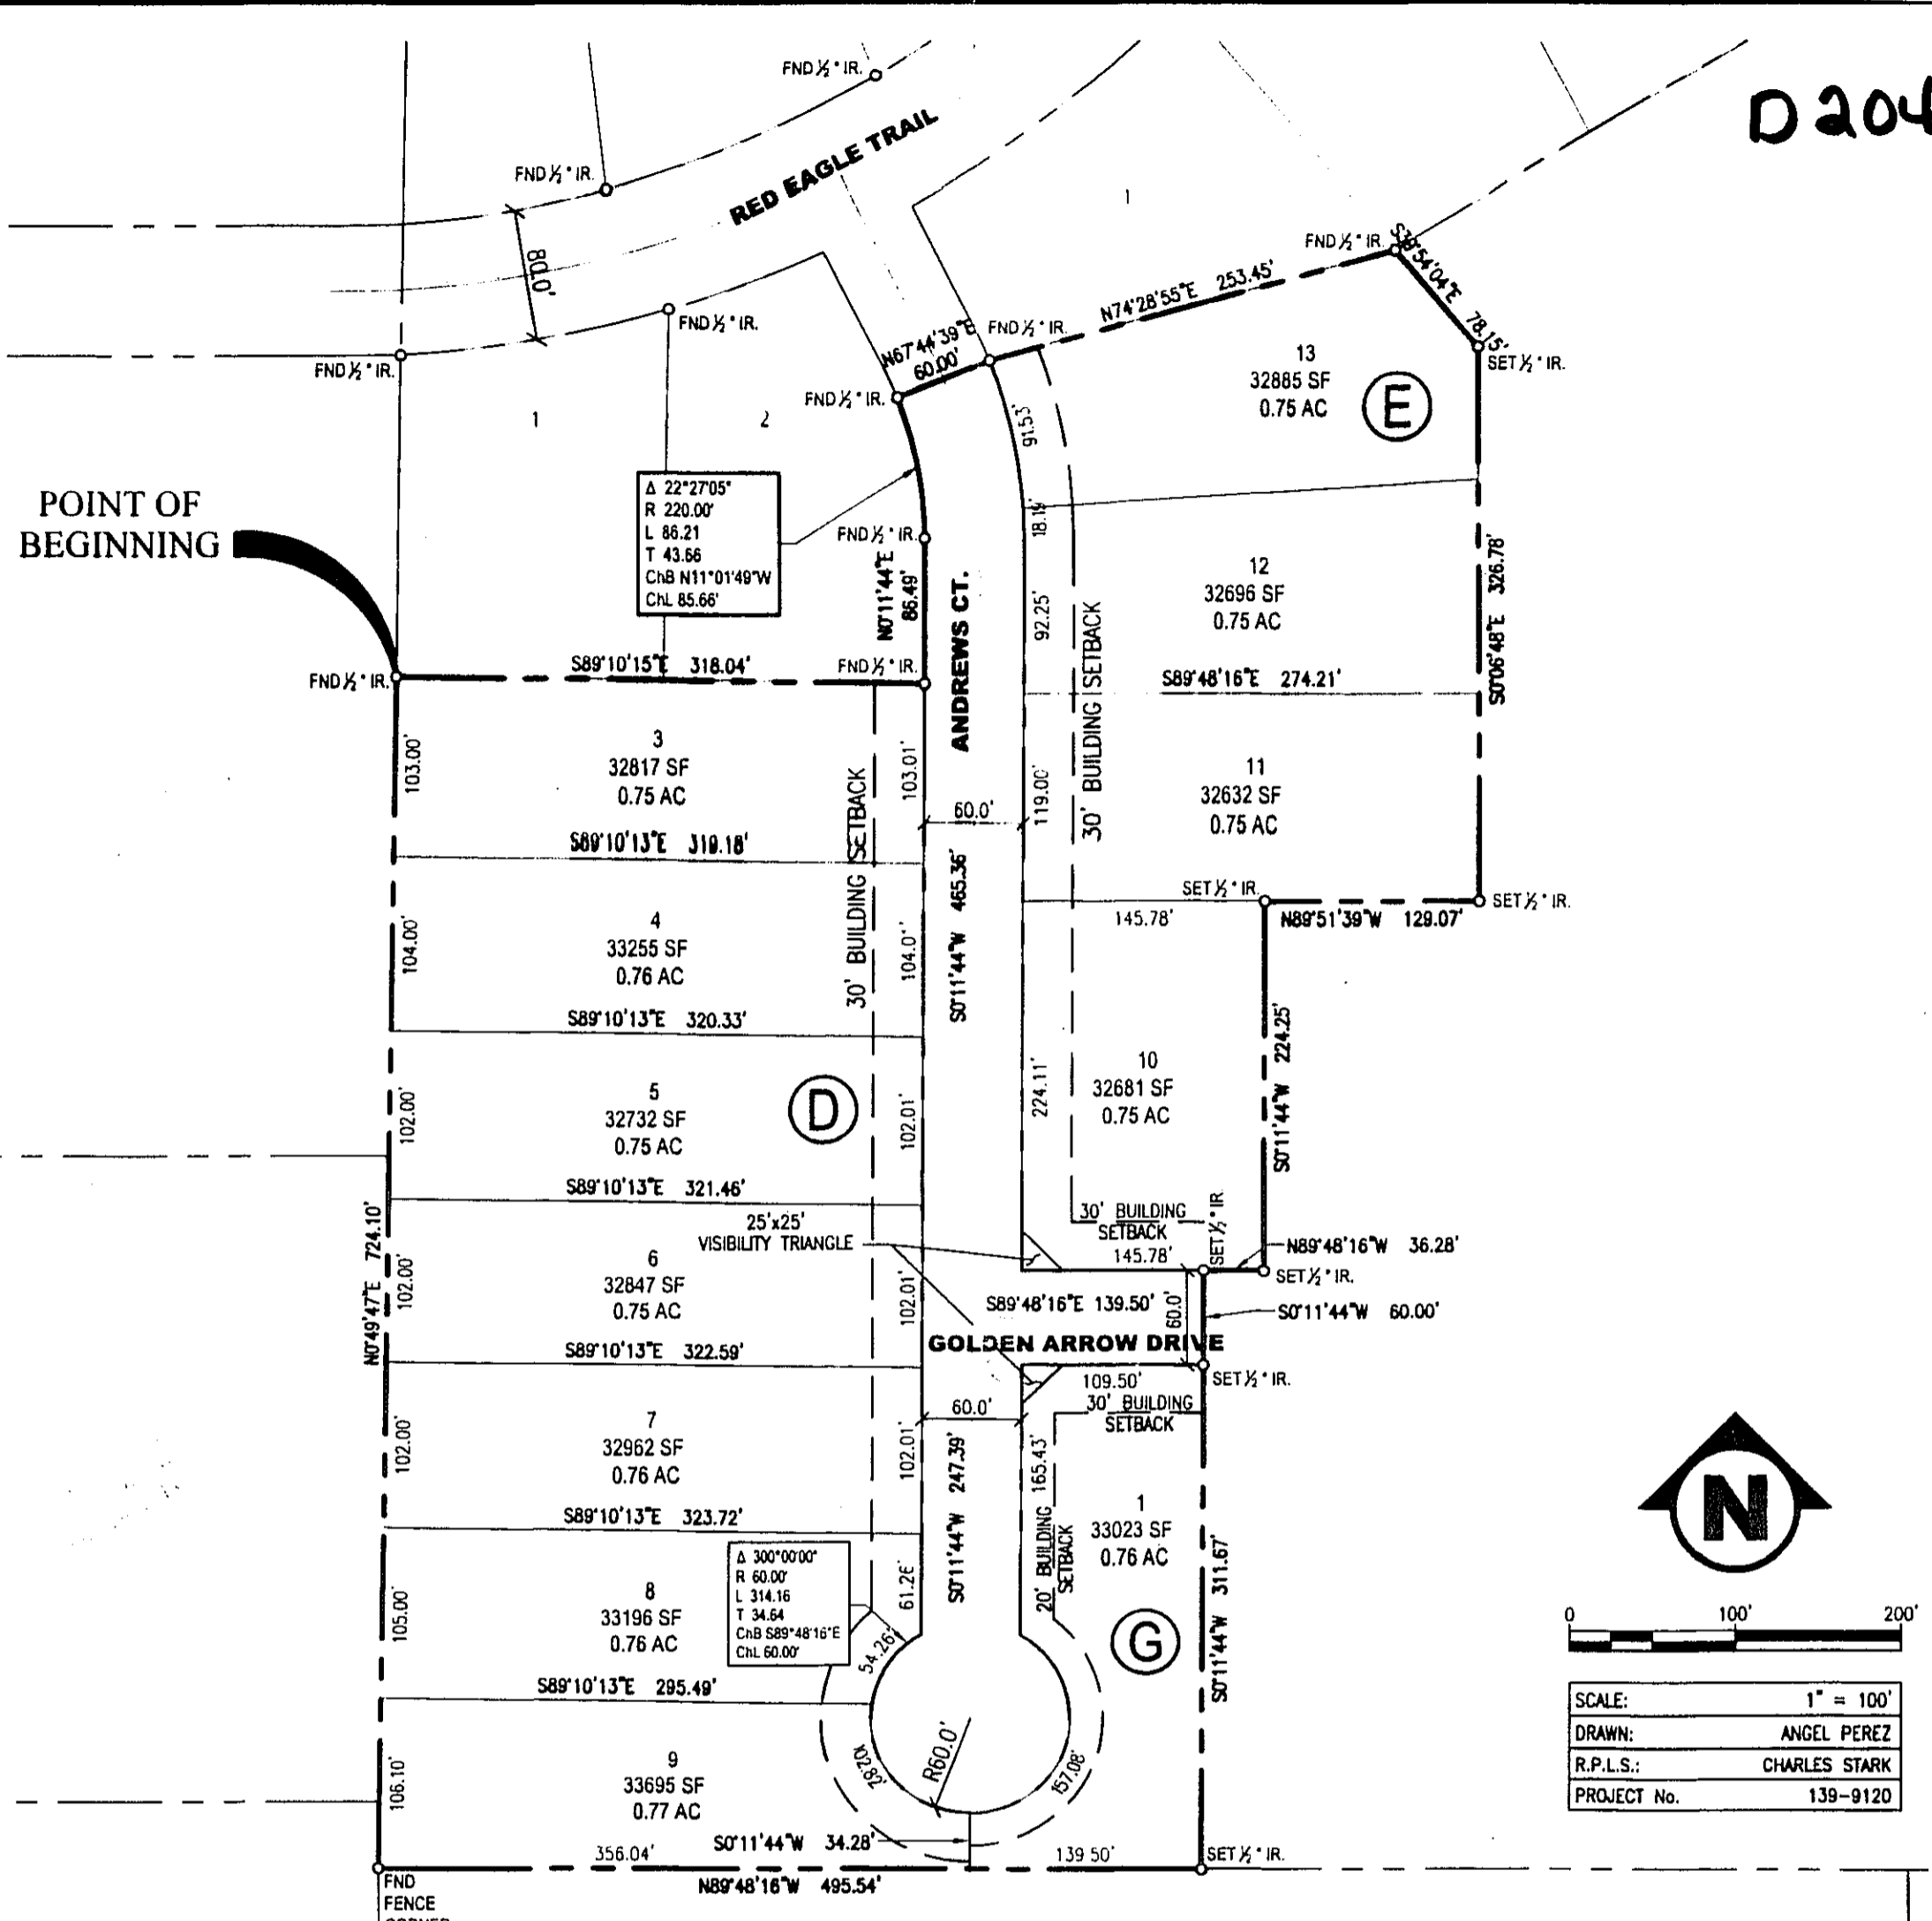 D204
FND ½" IR.
FND ½" IR.
RED EAGLE TRAIL
80.0'
1
FND ½" IR.
S39°54'04"E 78.15'
N74°28'55"E 253.45'
FND ½" IR.
FND ½" IR.
N67°44'39"E
60.00'
FND ½" IR.
FND ½" IR.
SET ½" IR.
13
32885 SF
0.75 AC
E
1
2
91.53'
18.19'
POINT OF
BEGINNING
Δ 22°27'05"
R 220.00'
L 86.21
T 43.66
ChB N11°01'49"W
ChL 85.66'
FND ½" IR.
N0°11'44"E
86.49'
ANDREWS CT.
92.25'
12
32696 SF
0.75 AC
S0°06'48"E 326.78'
30' BUILDING SETBACK
FND ½" IR.
S89°10'15"E 318.04'
FND ½" IR.
S89°48'16"E 274.21'
103.00'
3
32817 SF
0.75 AC
103.01'
60.0'
119.00'
11
32632 SF
0.75 AC
30' BUILDING SETBACK
S89°10'13"E 319.18'
S0°11'44"W 465.36'
SET ½" IR.
145.78'
N89°51'39"W 129.07'
SET ½" IR.
104.00'
4
33255 SF
0.76 AC
S89°10'13"E 320.33'
224.11'
10
32681 SF
0.75 AC
S0°11'44"W 224.25'
102.00'
5
32732 SF
0.75 AC
D
102.01'
S89°10'13"E 321.46'
25'x25'
VISIBILITY TRIANGLE
30' BUILDING
SETBACK
145.78'
SET ½" IR.
N89°48'16"W 36.28'
SET ½" IR.
N0°49'47"E 724.10'
102.00'
6
32847 SF
0.75 AC
102.01'
S89°48'16"E 139.50'
60.0'
S0°11'44"W 60.00'
GOLDEN ARROW DRIVE
S89°10'13"E 322.59'
SET ½" IR.
109.50'
30' BUILDING
SETBACK
60.0'
102.00'
7
32962 SF
0.76 AC
102.01'
S0°11'44"W 247.39'
165.43'
20' BUILDING
SETBACK
1
33023 SF
0.76 AC
S0°11'44"W 311.67'
N
S89°10'13"E 323.72'
Δ 300°00'00"
R 60.00'
L 314.16
T 34.64
ChB S89°48'16"E
ChL 60.00'
105.00'
8
33196 SF
0.76 AC
61.26'
54.26'
G
0 100' 200'
S89°10'13"E 295.49'
SCALE: 1" = 100'
DRAWN: ANGEL PEREZ
R.P.L.S.: CHARLES STARK
PROJECT No. 139-9120
106.10'
9
33695 SF
0.77 AC
102.82'
R60.0'
157.08'
S0°11'44"W 34.28'
356.04'
139.50'
SET ½" IR.
N89°48'16"W 495.54'
FND
FENCE